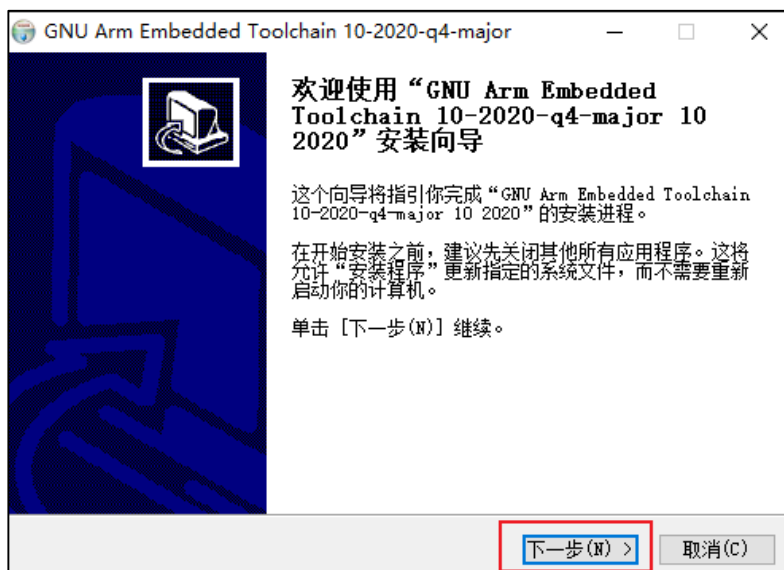 GNU Arm Embedded Toolchain 10-2020-q4-major
欢迎使用“GNU Arm Embedded
Toolchain 10-2020-q4-major 10
2020”安装向导
这个向导将指引你完成“GNU Arm Embedded Toolchain
10-2020-q4-major 10 2020”的安装进程。
在开始安装之前，建议先关闭其他所有应用程序。这将
允许“安装程序”更新指定的系统文件，而不需要重新
启动你的计算机。
单击 [下一步(N)] 继续。
下一步(N) >
取消(C)